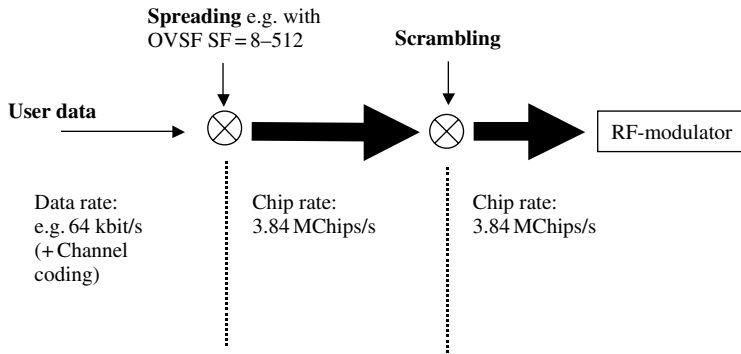 Spreading e.g. with
OVSF SF = 8–512
Scrambling
User data
RF-modulator
Data rate:
e.g. 64 kbit/s
(+ Channel
coding)
Chip rate:
3.84 MChips/s
Chip rate:
3.84 MChips/s